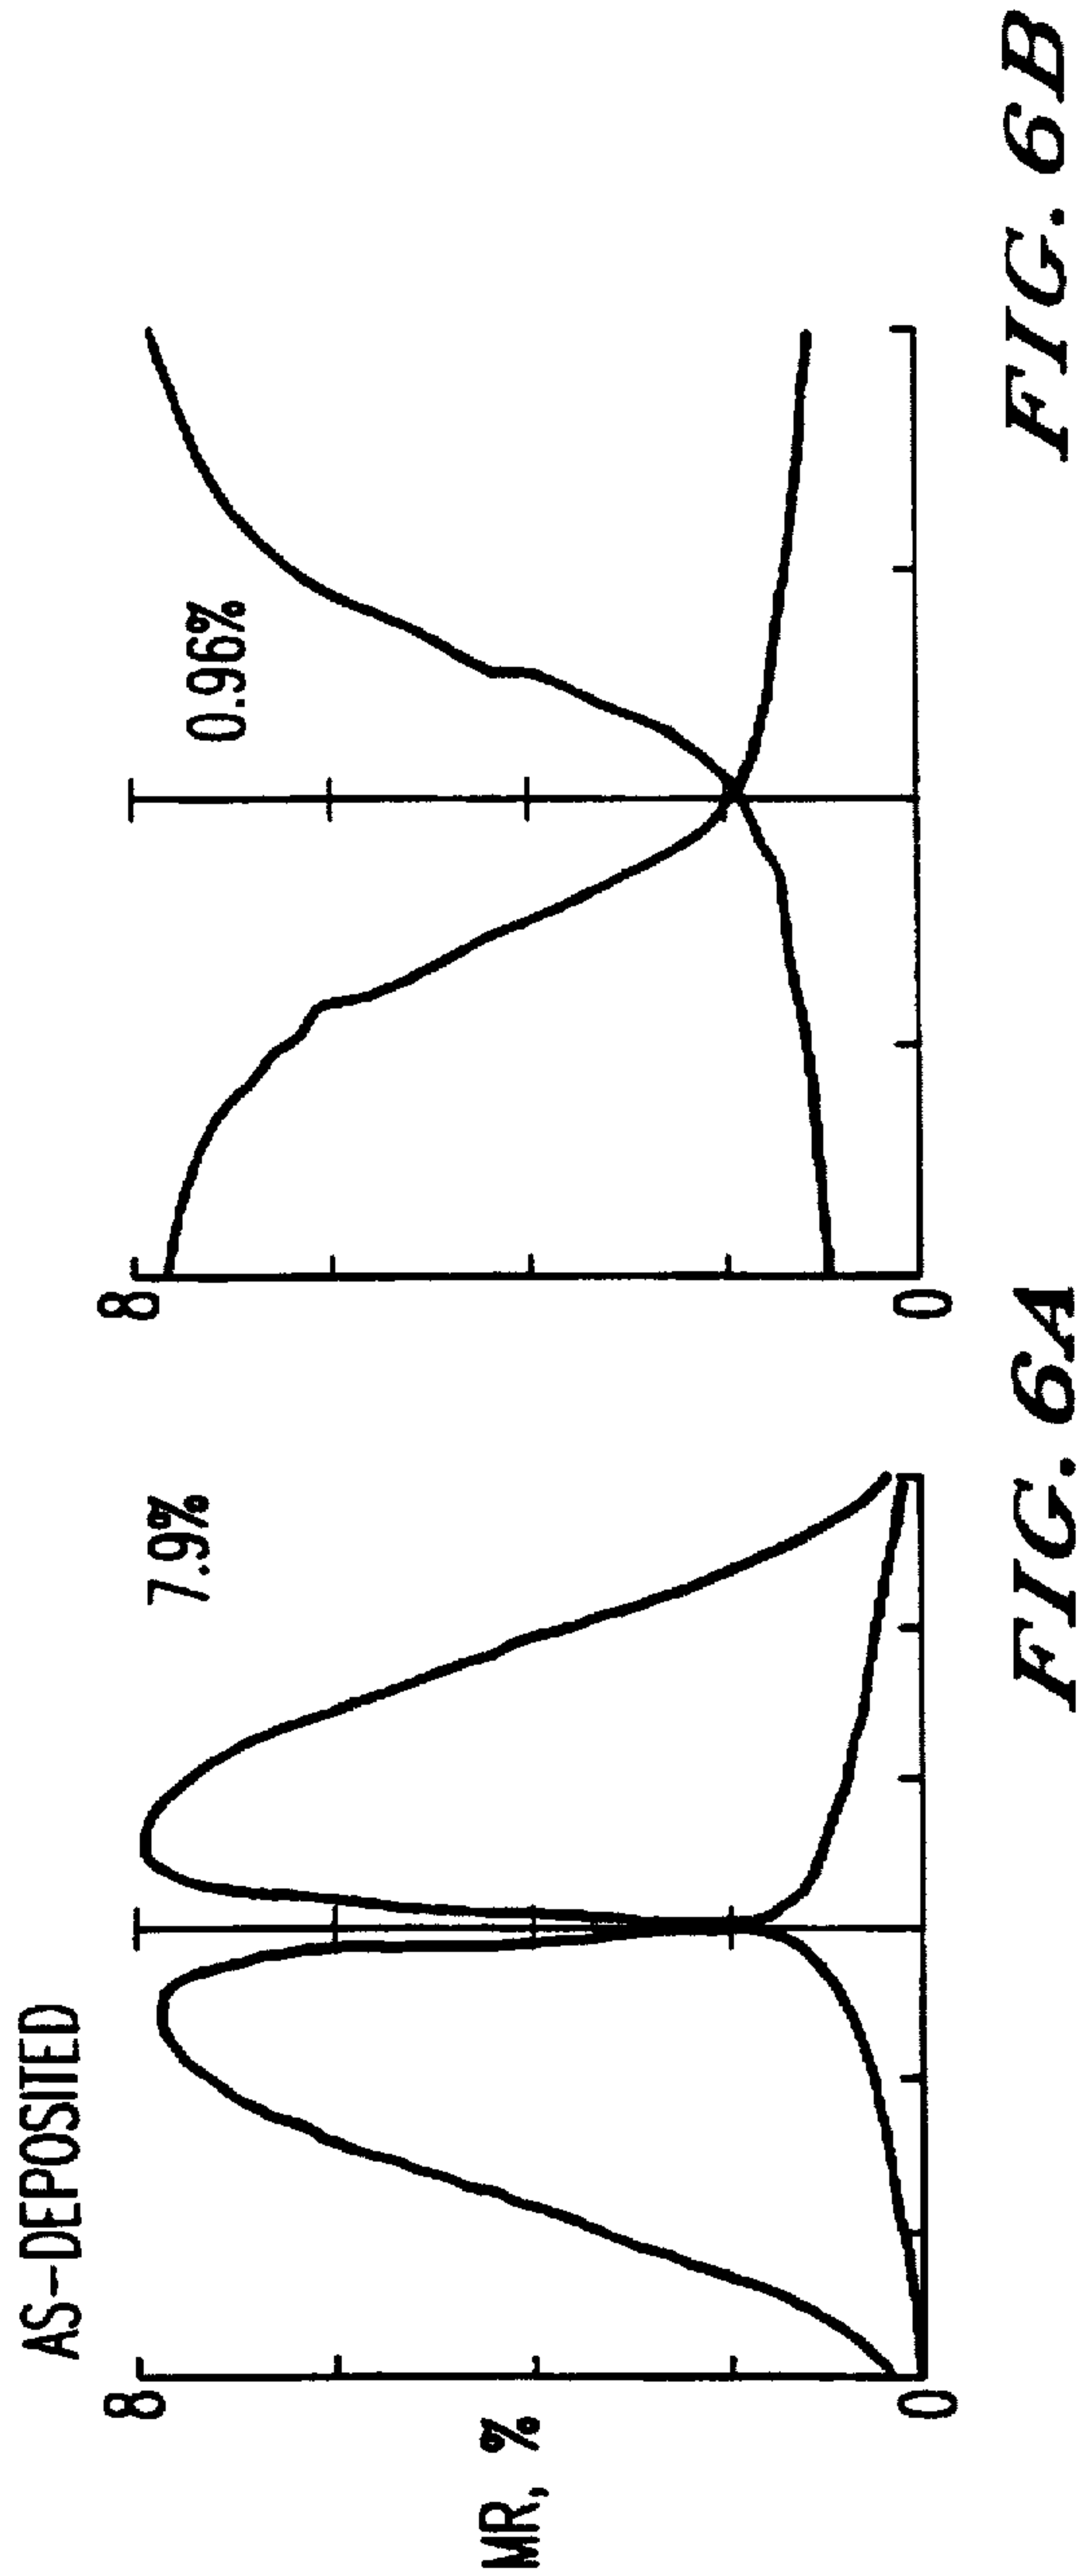 AS-DEPOSITED
MR, %
8
0
7.9%
FIG. 6A
8
0
0.96%
FIG. 6B